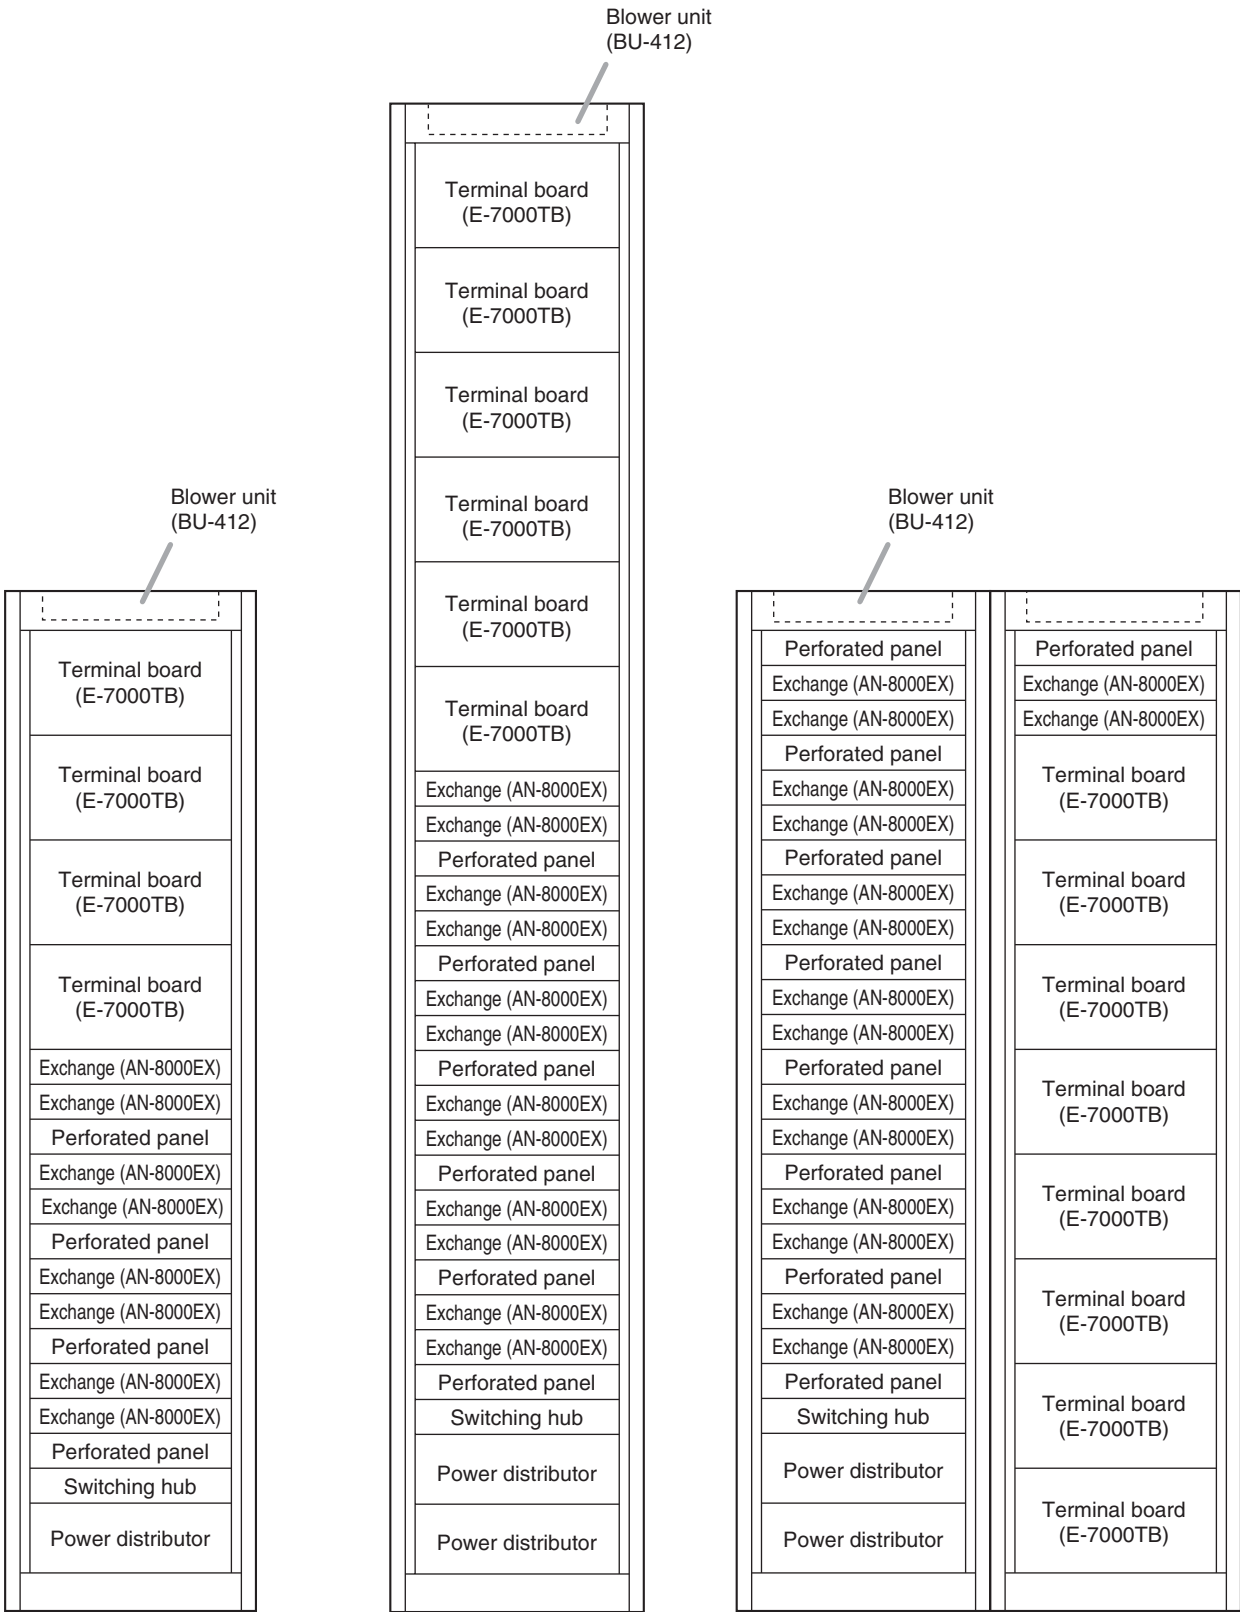 Blower unit
(BU-412)
Terminal board
(E-7000TB)
Terminal board
(E-7000TB)
Terminal board
(E-7000TB)
Terminal board
(E-7000TB)
Exchange (AN-8000EX)
Exchange (AN-8000EX)
Perforated panel
Exchange (AN-8000EX)
Exchange (AN-8000EX)
Perforated panel
Exchange (AN-8000EX)
Exchange (AN-8000EX)
Perforated panel
Exchange (AN-8000EX)
Exchange (AN-8000EX)
Perforated panel
Switching hub
Power distributor
Blower unit
(BU-412)
Terminal board
(E-7000TB)
Terminal board
(E-7000TB)
Terminal board
(E-7000TB)
Terminal board
(E-7000TB)
Terminal board
(E-7000TB)
Terminal board
(E-7000TB)
Exchange (AN-8000EX)
Exchange (AN-8000EX)
Perforated panel
Exchange (AN-8000EX)
Exchange (AN-8000EX)
Perforated panel
Exchange (AN-8000EX)
Exchange (AN-8000EX)
Perforated panel
Exchange (AN-8000EX)
Exchange (AN-8000EX)
Perforated panel
Exchange (AN-8000EX)
Exchange (AN-8000EX)
Perforated panel
Exchange (AN-8000EX)
Exchange (AN-8000EX)
Perforated panel
Switching hub
Power distributor
Power distributor
Blower unit
(BU-412)
Perforated panel
Exchange (AN-8000EX)
Exchange (AN-8000EX)
Perforated panel
Exchange (AN-8000EX)
Exchange (AN-8000EX)
Perforated panel
Exchange (AN-8000EX)
Exchange (AN-8000EX)
Perforated panel
Exchange (AN-8000EX)
Exchange (AN-8000EX)
Perforated panel
Exchange (AN-8000EX)
Exchange (AN-8000EX)
Perforated panel
Exchange (AN-8000EX)
Exchange (AN-8000EX)
Perforated panel
Exchange (AN-8000EX)
Exchange (AN-8000EX)
Perforated panel
Switching hub
Power distributor
Power distributor
Perforated panel
Exchange (AN-8000EX)
Exchange (AN-8000EX)
Terminal board
(E-7000TB)
Terminal board
(E-7000TB)
Terminal board
(E-7000TB)
Terminal board
(E-7000TB)
Terminal board
(E-7000TB)
Terminal board
(E-7000TB)
Terminal board
(E-7000TB)
Terminal board
(E-7000TB)